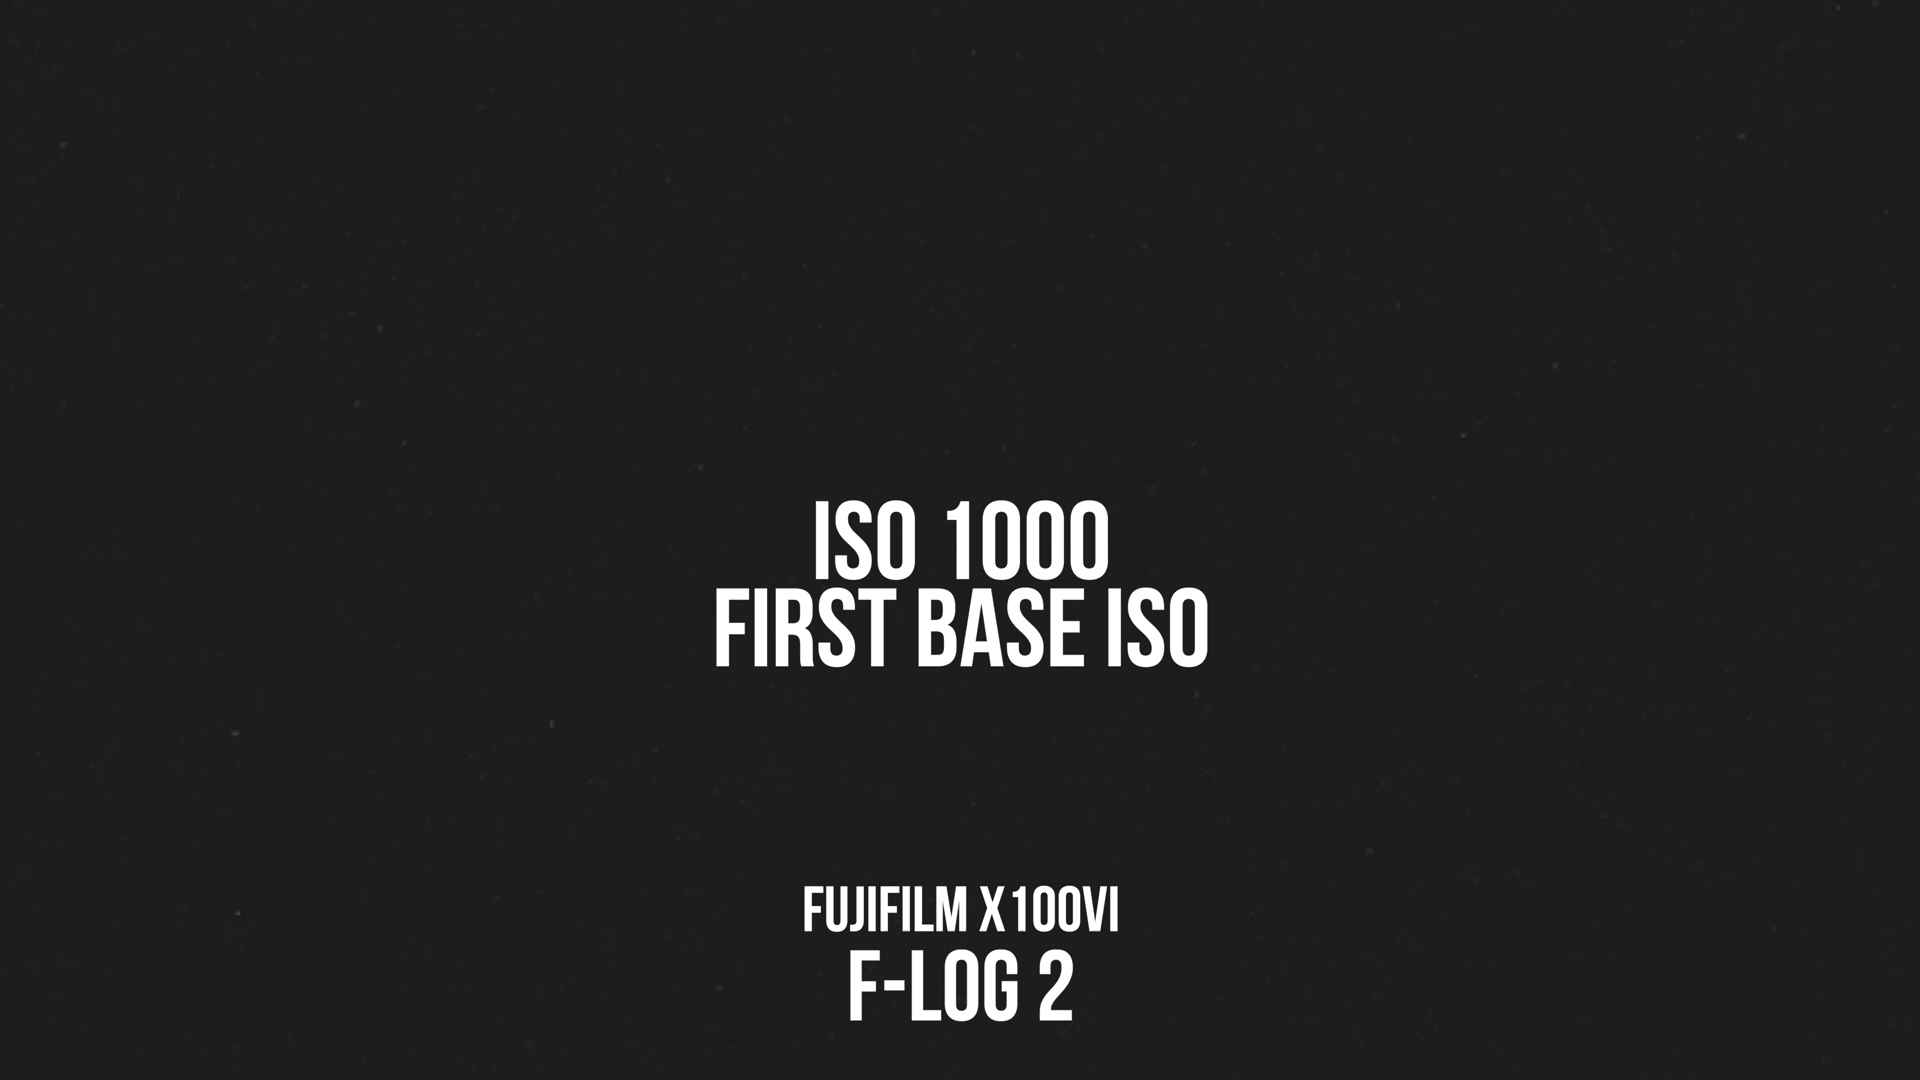 ISO 1000
FIRST BASE ISO
FUJIFILM X100VI
F-LOG 2